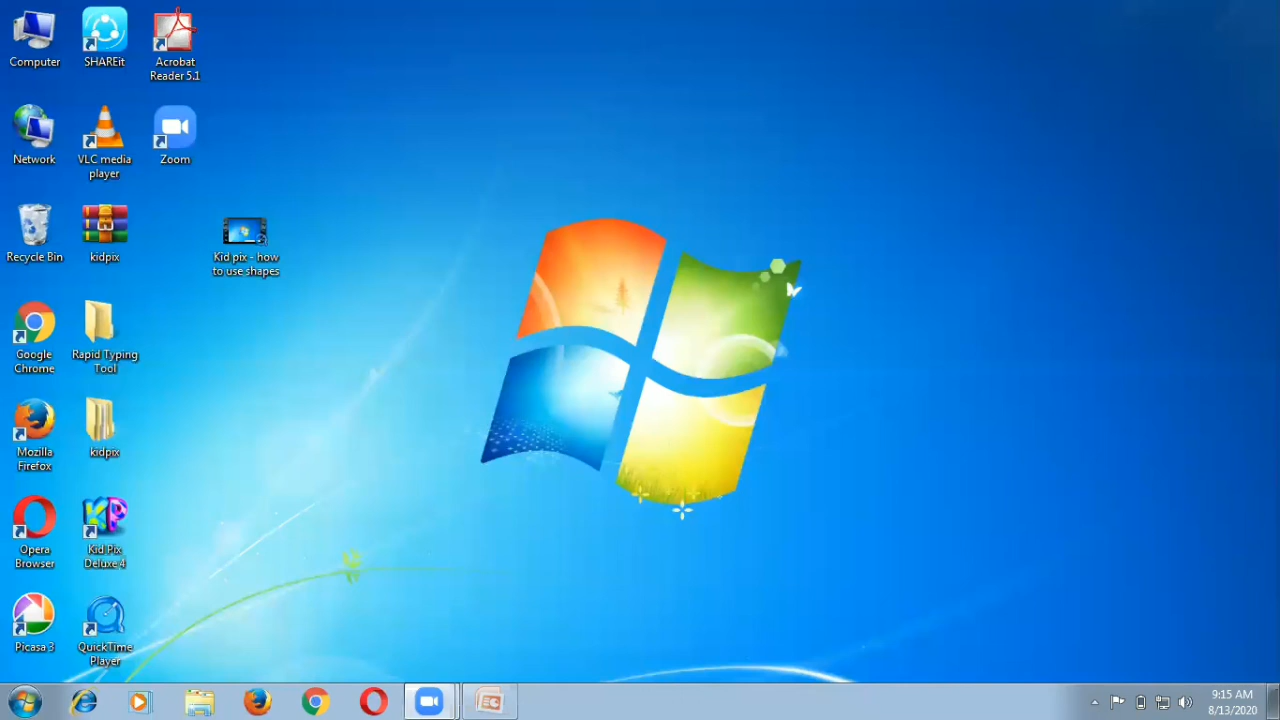 Computer
SHAREit
Acrobat
Reader 5.1
Network
VLC media
player
Zoom
Recycle Bin
kidpix
Kid pix - how
to use shapes
Google
Chrome
Rapid Typing
Tool
Mozilla
Firefox
kidpix
Opera
Browser
KP
Kid Pix
Deluxe 4
Picasa 3
QuickTime
Player
9:15 AM
8/13/2020